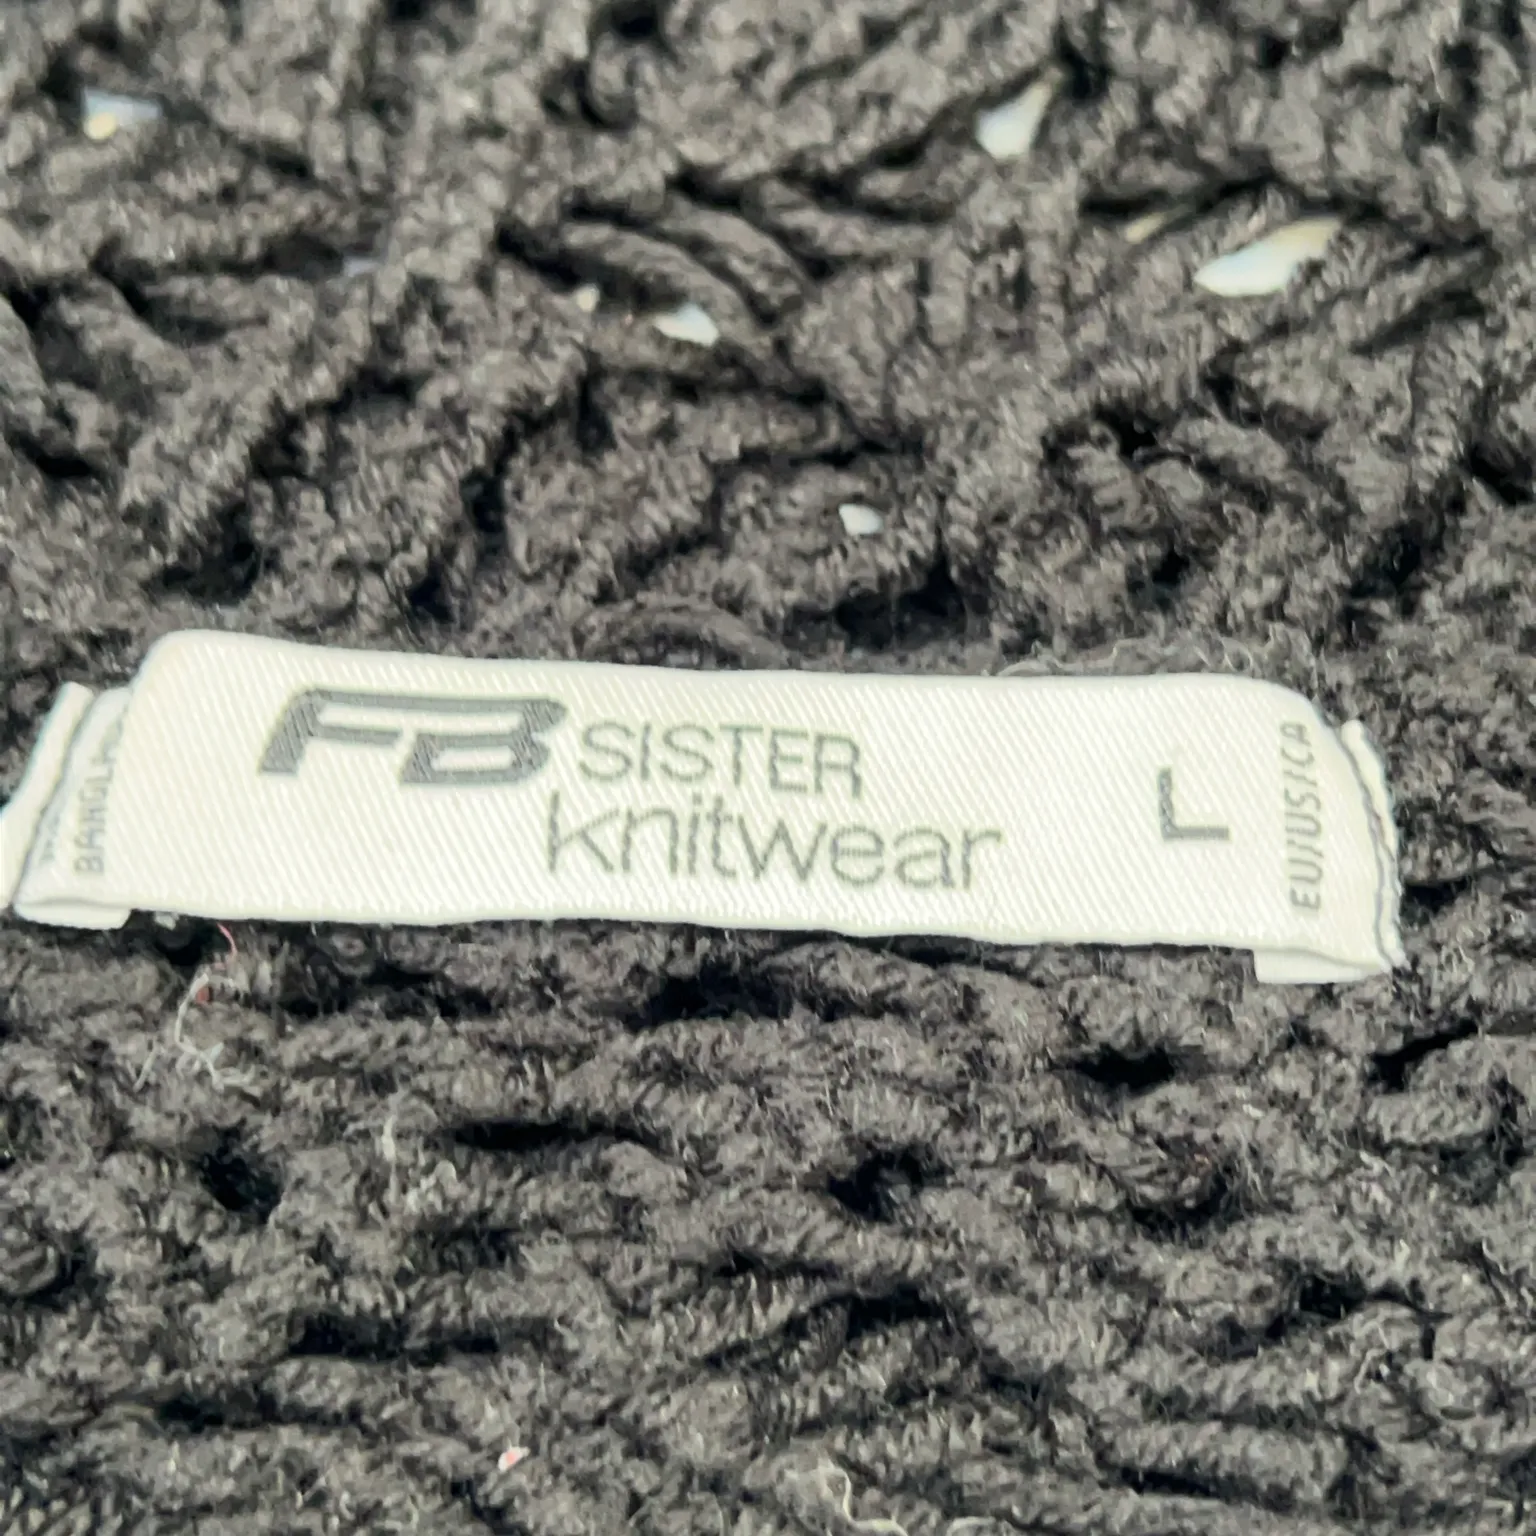 FB SISTER
knitwear
L
EU/US/CA